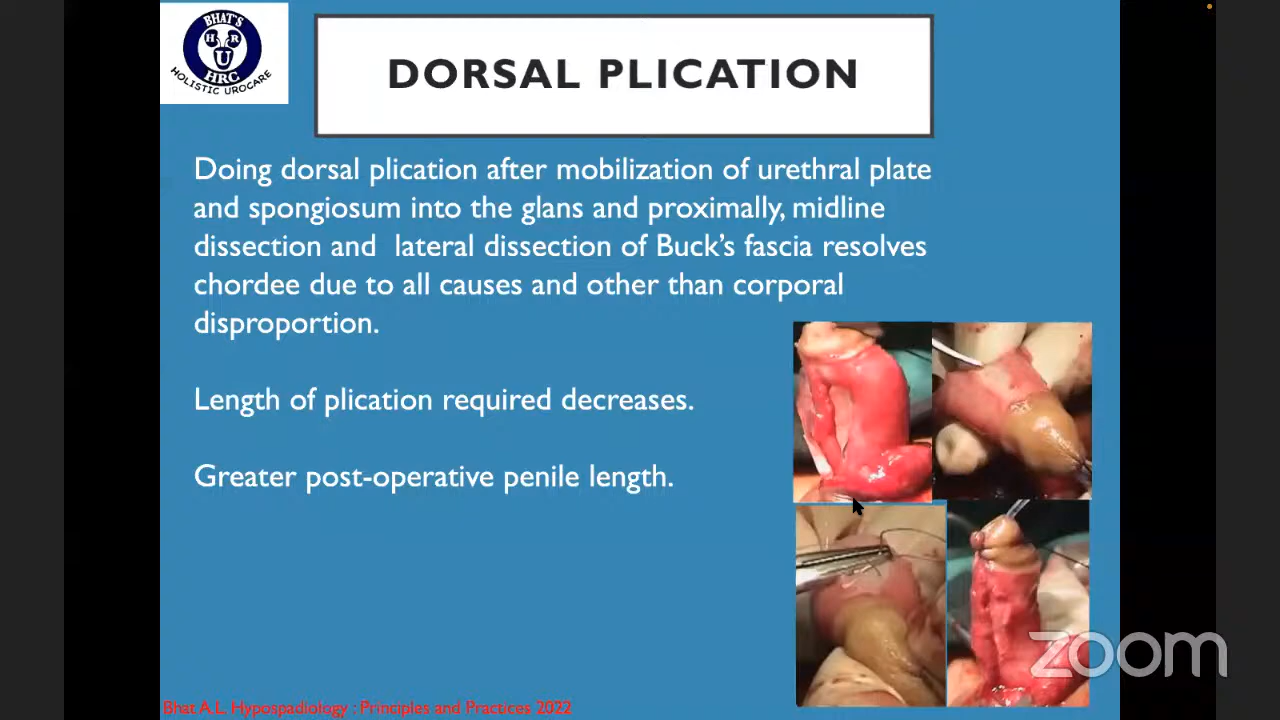 BHAT'S
H R
U
HRC
HOLISTIC UROCARE
DORSAL PLICATION
Doing dorsal plication after mobilization of urethral plate
and spongiosum into the glans and proximally, midline
dissection and lateral dissection of Buck's fascia resolves
chordee due to all causes and other than corporal
disproportion.
Length of plication required decreases.
Greater post-operative penile length.
zoom
Bhat A.L. Hypospadiology : Principles and Practices 2022